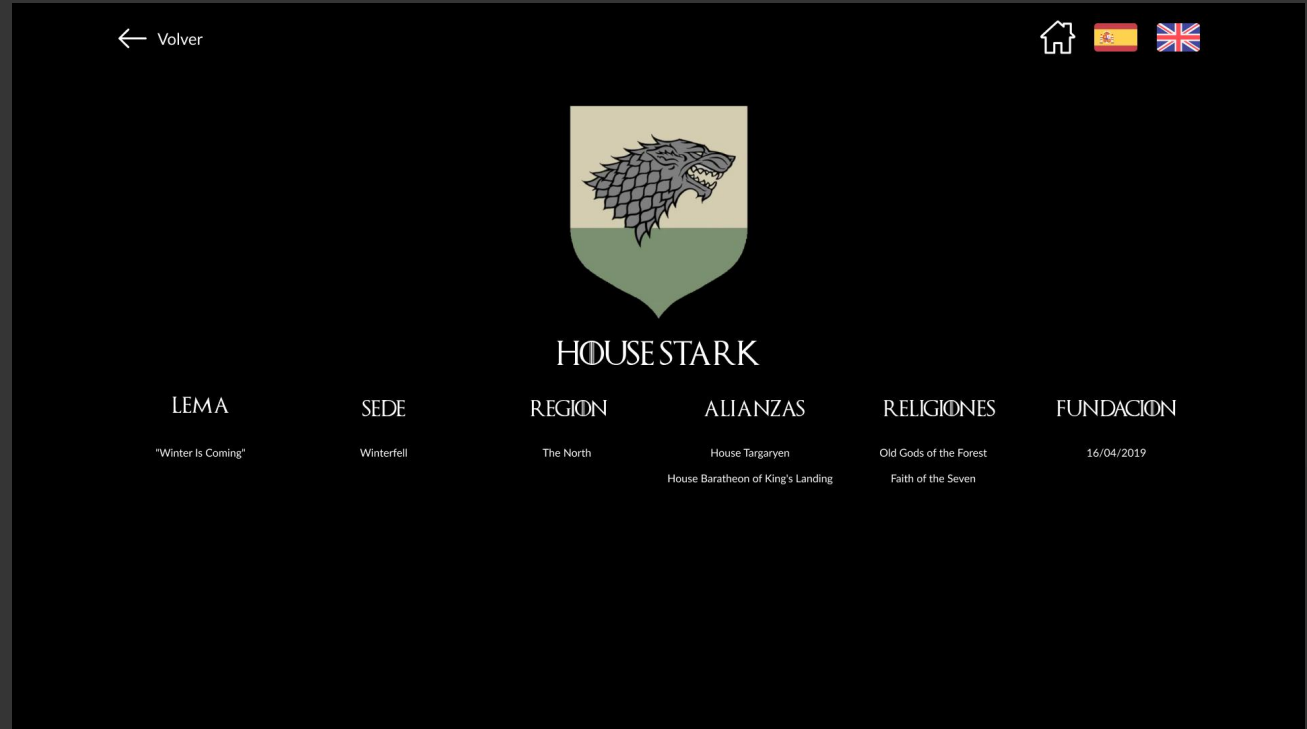 Volver
HOUSE STARK
LEMA
"Winter Is Coming"
SEDE
Winterfell
REGION
The North
ALIANZAS
House Targaryen
House Baratheon of King's Landing
RELIGIONES
Old Gods of the Forest
Faith of the Seven
FUNDACION
16/04/2019